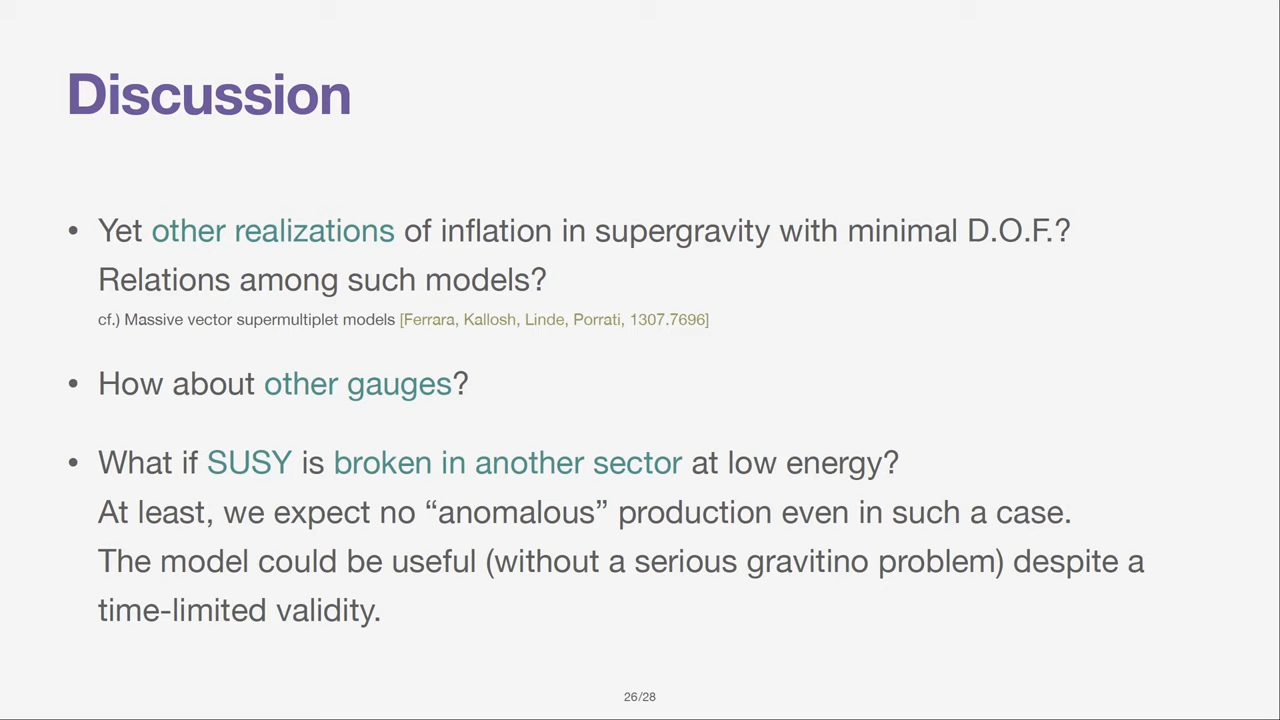 Discussion
• Yet other realizations of inflation in supergravity with minimal D.O.F.?
Relations among such models?
cf.) Massive vector supermultiplet models [Ferrara, Kallosh, Linde, Porrati, 1307.7696]
• How about other gauges?
• What if SUSY is broken in another sector at low energy?
At least, we expect no “anomalous” production even in such a case.
The model could be useful (without a serious gravitino problem) despite a
time-limited validity.
26/28